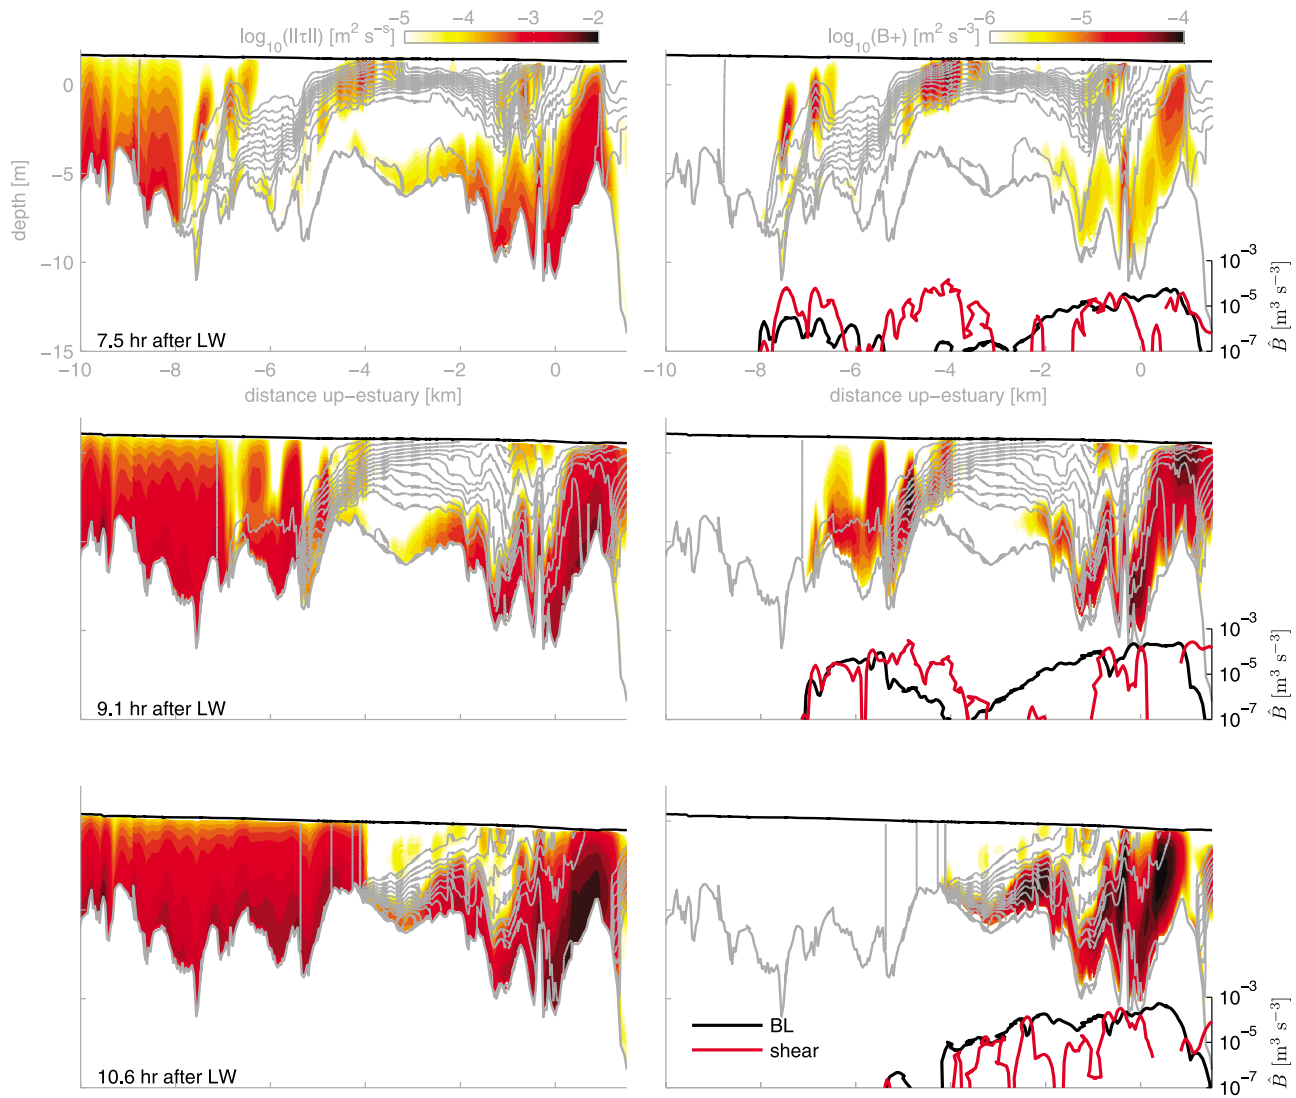 log₁₀(IIτII) [m² s⁻ˢ] −5 −4 −3 −2
log₁₀(B+) [m² s⁻³] −6 −5 −4
0
−5
−10
−15
depth [m]
7.5 hr after LW
10⁻³
10⁻⁵
10⁻⁷
B̂ [m³ s⁻³]
−10 −8 −6 −4 −2 0
−10 −8 −6 −4 −2 0
distance up−estuary [km]
distance up−estuary [km]
9.1 hr after LW
10⁻³
10⁻⁵
10⁻⁷
B̂ [m³ s⁻³]
10.6 hr after LW
BL
shear
10⁻³
10⁻⁵
10⁻⁷
B̂ [m³ s⁻³]